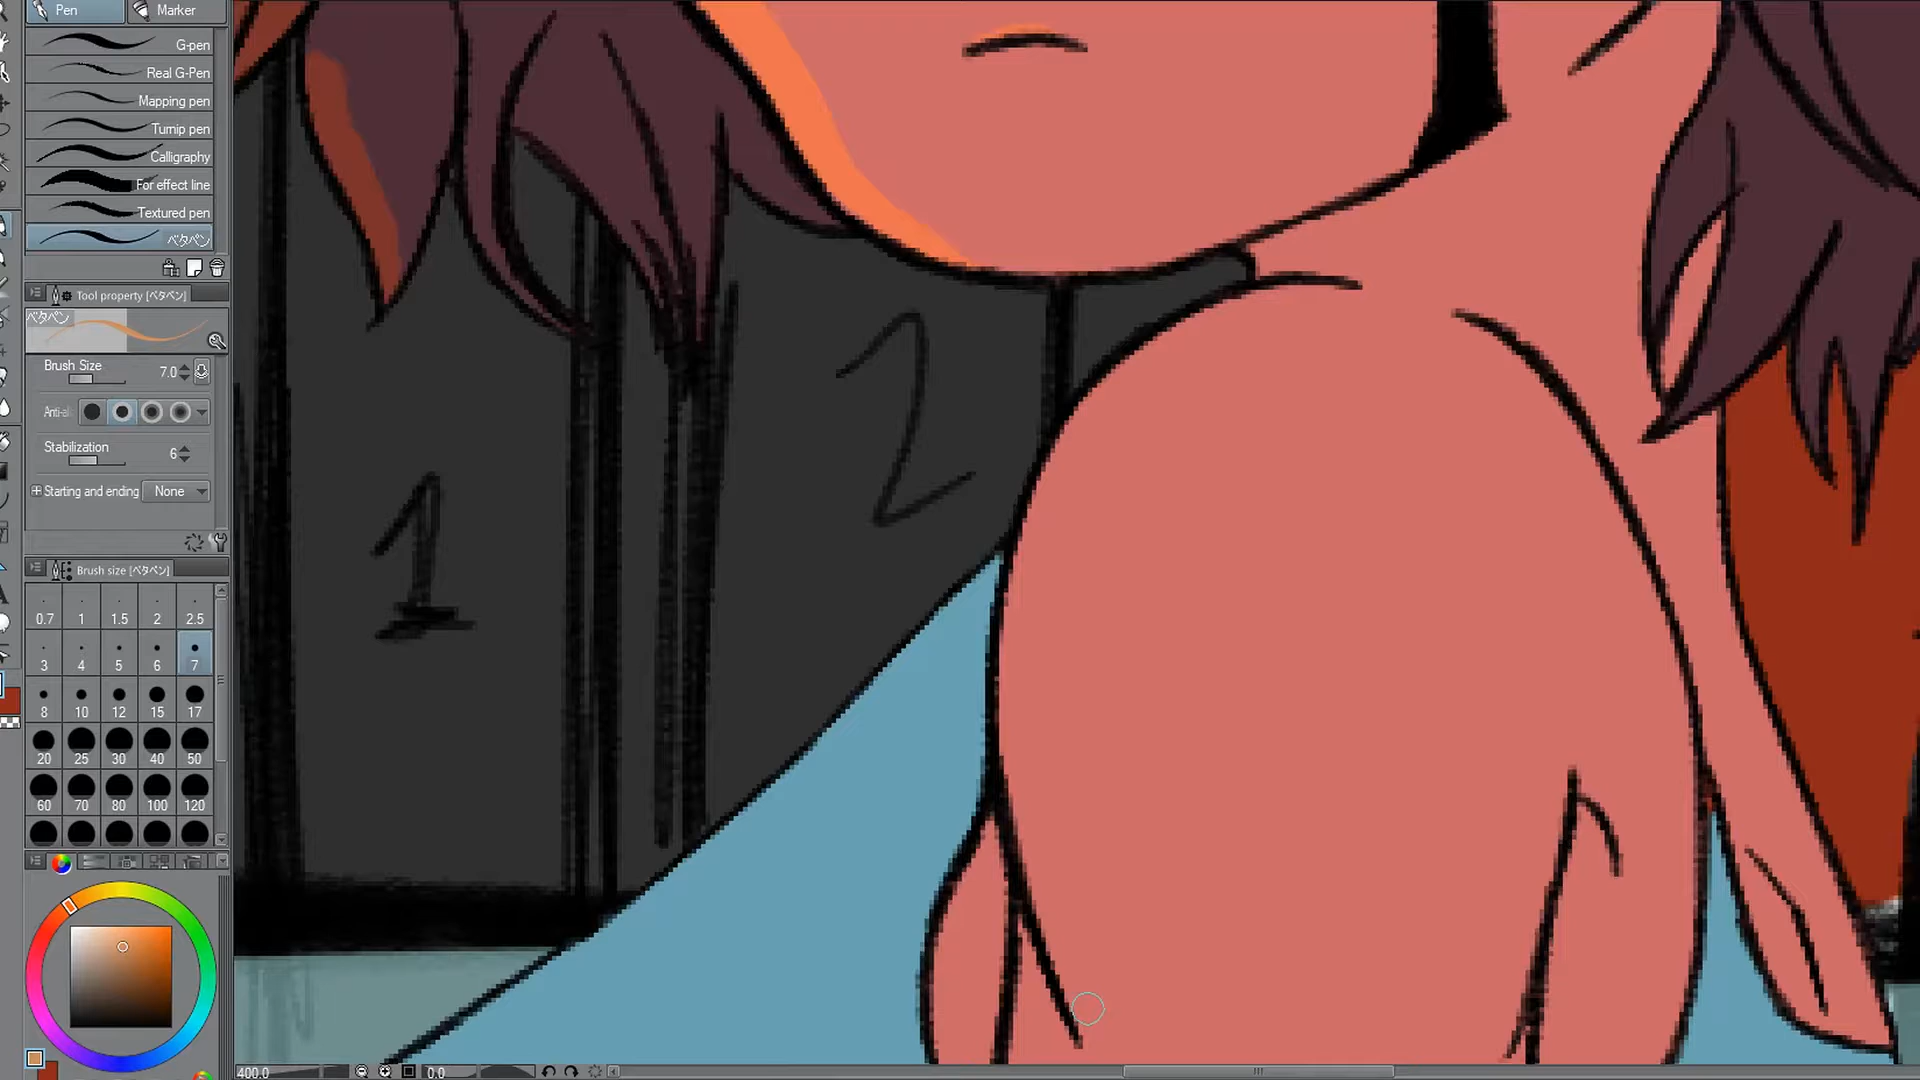 Pen
Marker
G-pen
Real G-Pen
Mapping pen
Turnip pen
Calligraphy
For effect line
Textured pen
ベタペン
Tool property [ベタペン]
ベタペン
Brush Size 7.0
Anti-al
Stabilization 6
Starting and ending None
Brush size [ベタペン]
0.7 1 1.5 2 2.5
3 4 5 6 7
8 10 12 15 17
20 25 30 40 50
60 70 80 100 120
1
2
400.0 0.0